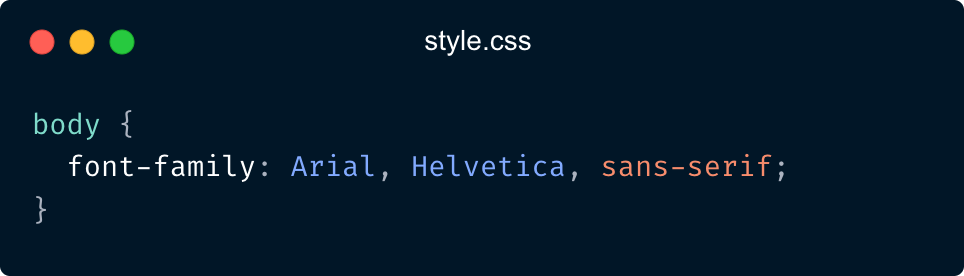 style.css
body {
  font-family: Arial, Helvetica, sans-serif;
}